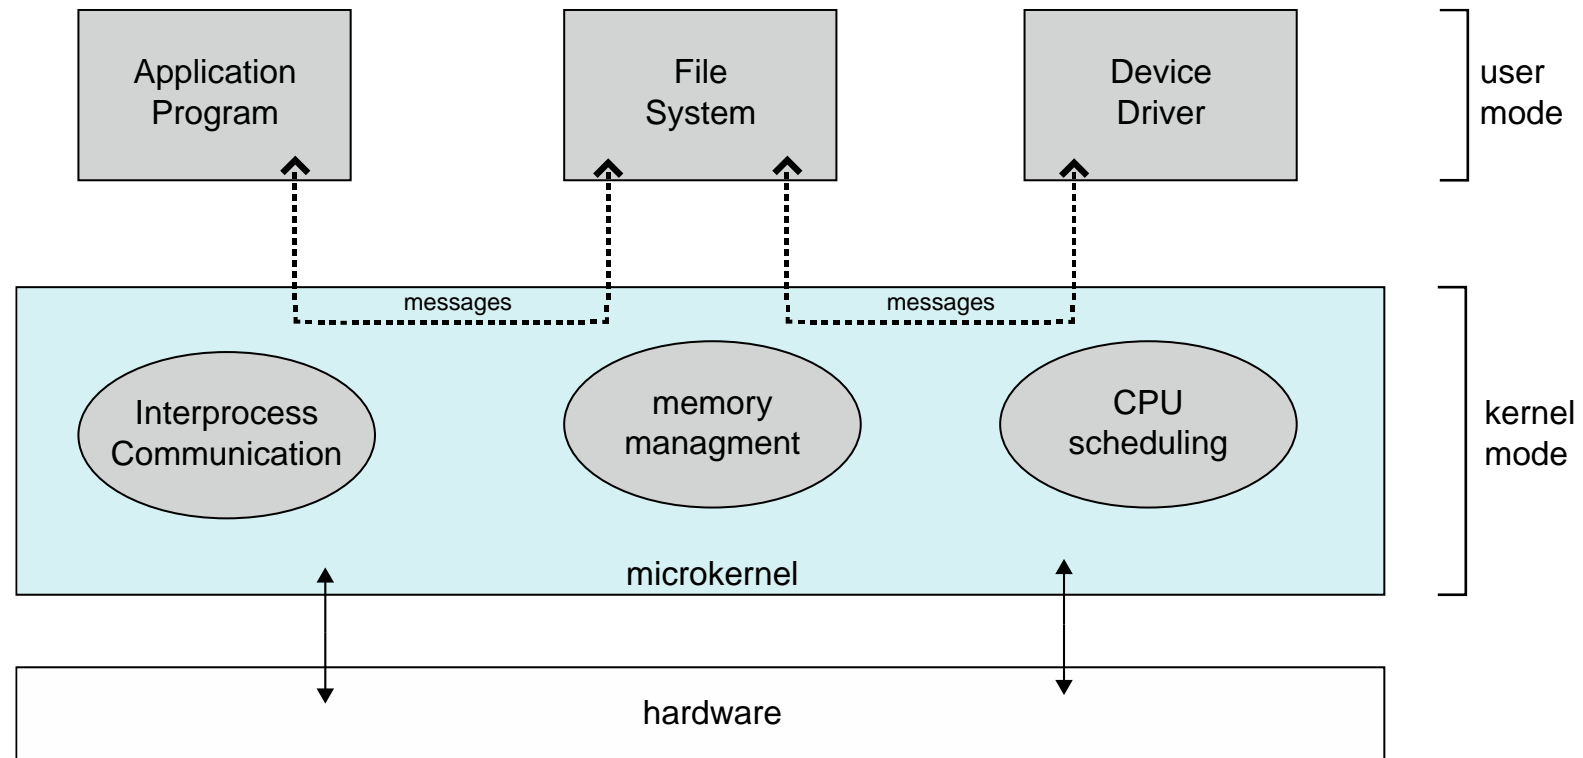 Application
Program
File
System
Device
Driver
user
mode
messages
messages
Interprocess
Communication
memory
managment
CPU
scheduling
kernel
mode
microkernel
hardware